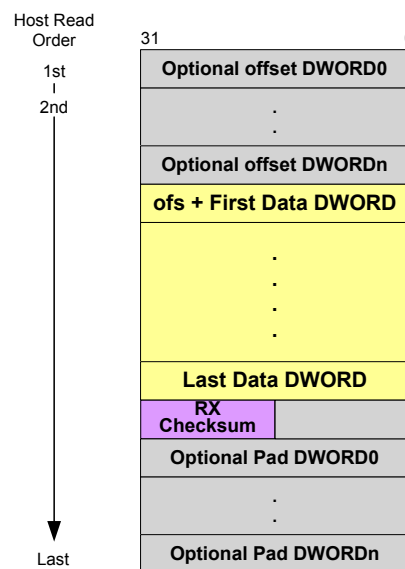 Host Read
Order
31
1st
2nd
Last
Optional offset DWORD0
.
.
Optional offset DWORDn
ofs + First Data DWORD
.
.
.
.
Last Data DWORD
RX
Checksum
Optional Pad DWORD0
.
.
Optional Pad DWORDn